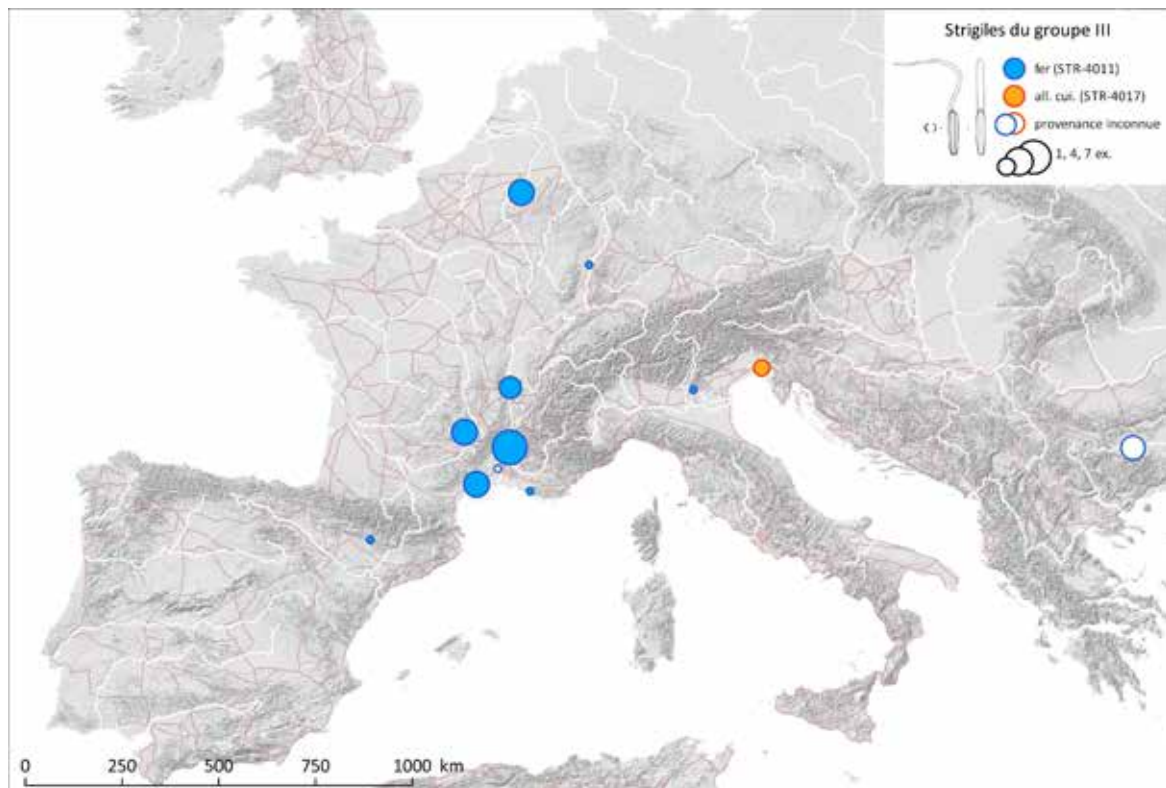 Strigiles du groupe III
fer (STR-4011)
all. cui. (STR-4017)
provenance inconnue
1, 4, 7 ex.
0 250 500 750 1000 km